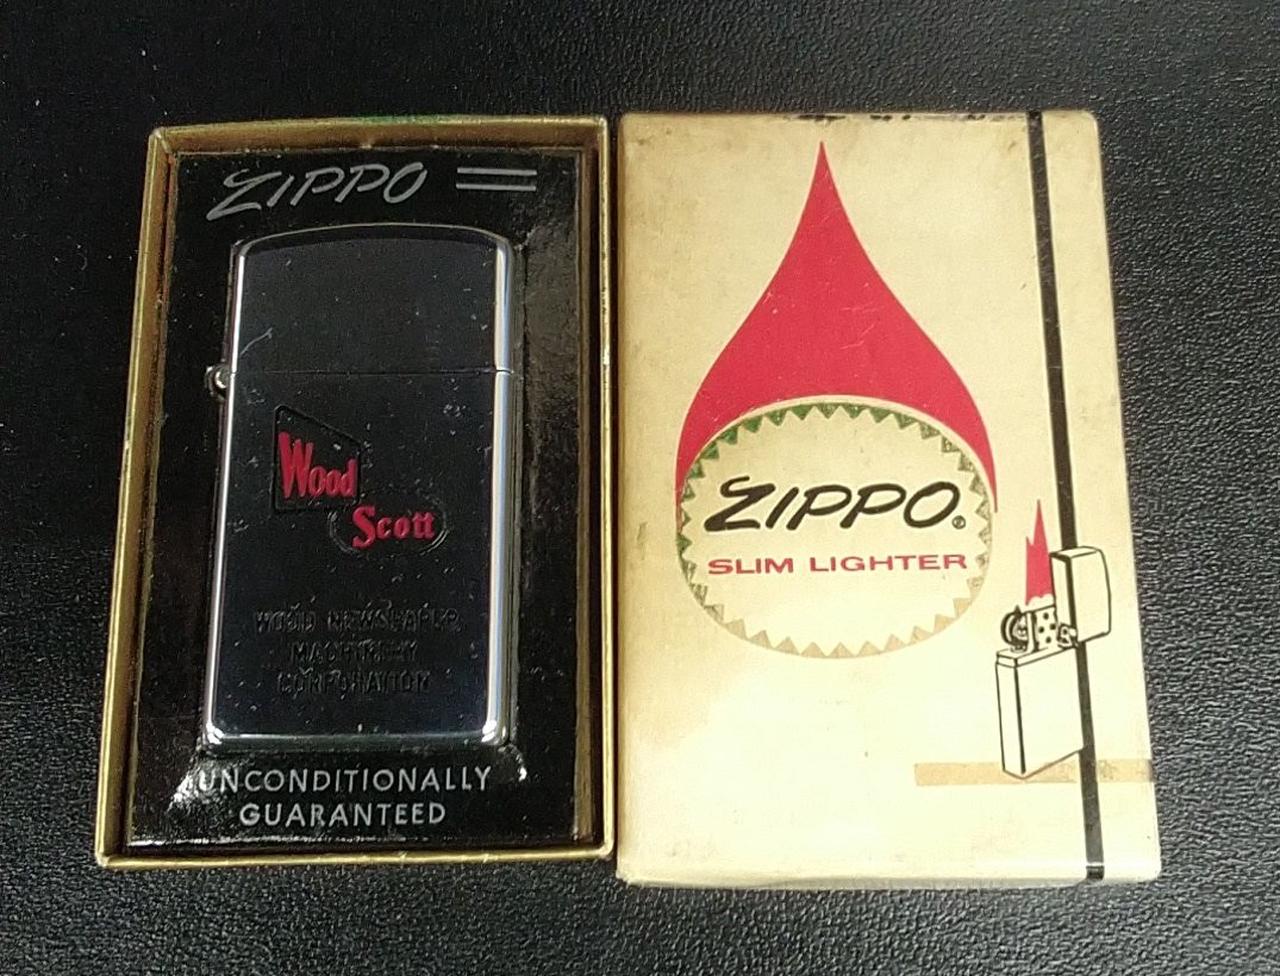 ZIPPO
Wood
Scott
WOOD NEWSPAPER
MACHINERY
CORPORATION
UNCONDITIONALLY
GUARANTEED
ZIPPO®
SLIM LIGHTER